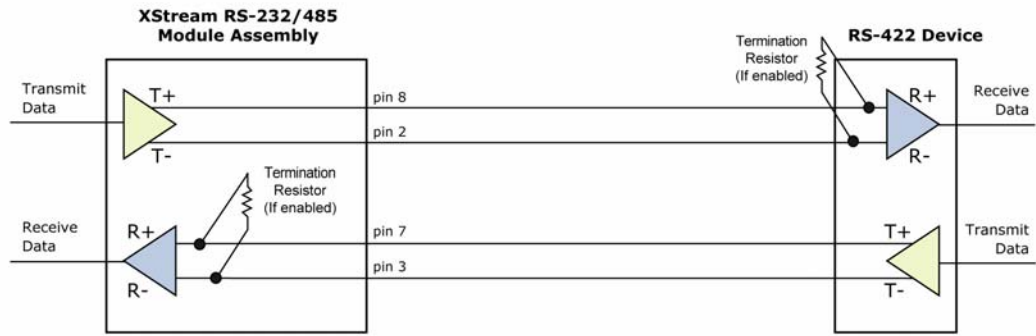 XStream RS-232/485
Module Assembly
RS-422 Device
Termination
Resistor
(If enabled)
Transmit
Data
T+
T-
pin 8
pin 2
R+
R-
Receive
Data
Termination
Resistor
(If enabled)
Receive
Data
R+
R-
pin 7
pin 3
T+
T-
Transmit
Data